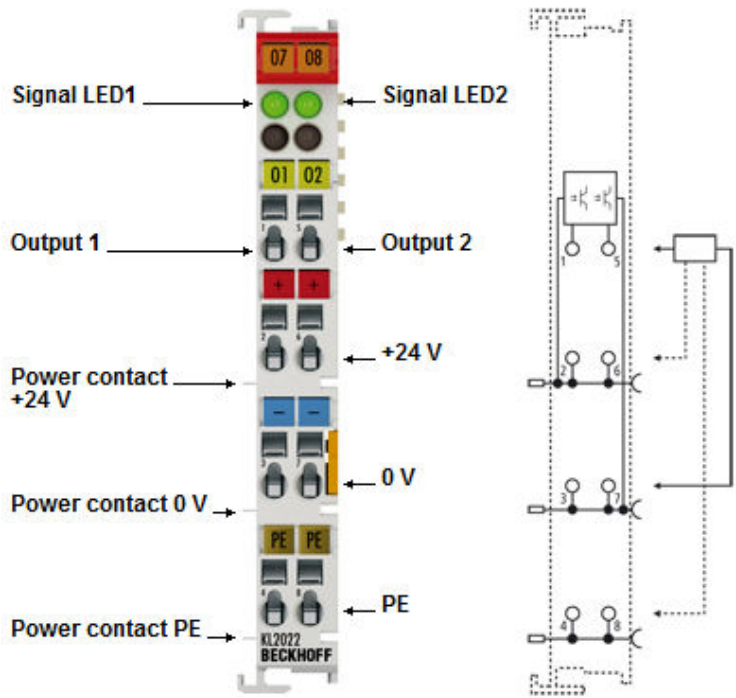 07 08
Signal LED1
Signal LED2
01 02
1 5
Output 1
Output 2
+ +
2 6
+24 V
Power contact
+24 V
- -
3 7
0 V
Power contact 0 V
PE PE
4 8
PE
Power contact PE
KL2022
BECKHOFF
1 5
2 6
3 7
4 8